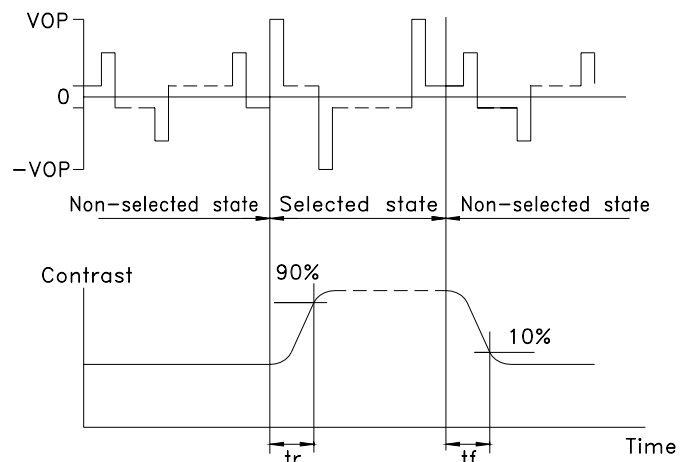 VOP
0
-VOP
Non-selected state Selected state Non-selected state
Contrast
90%
10%
Time
tr tf